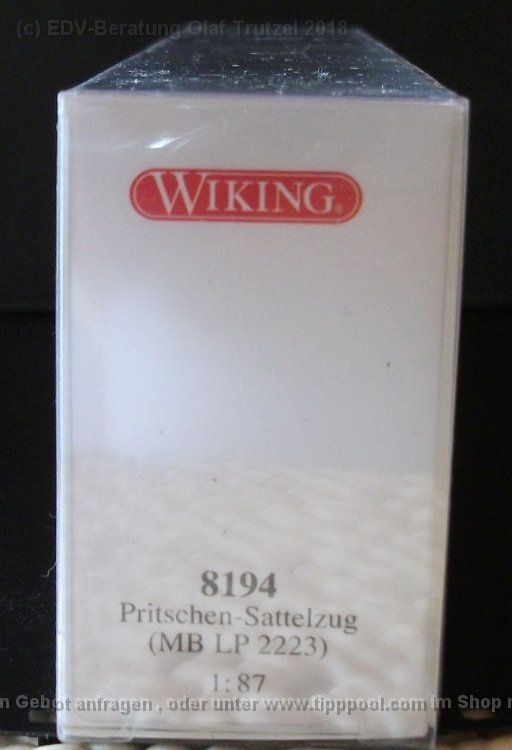 (c) EDV-Beratung Olaf Trutzel 2018
WIKING®
8194
Pritschen-Sattelzug
(MB LP 2223)
1:87
n Gebot anfragen , oder unter www.tipppool.com im Shop